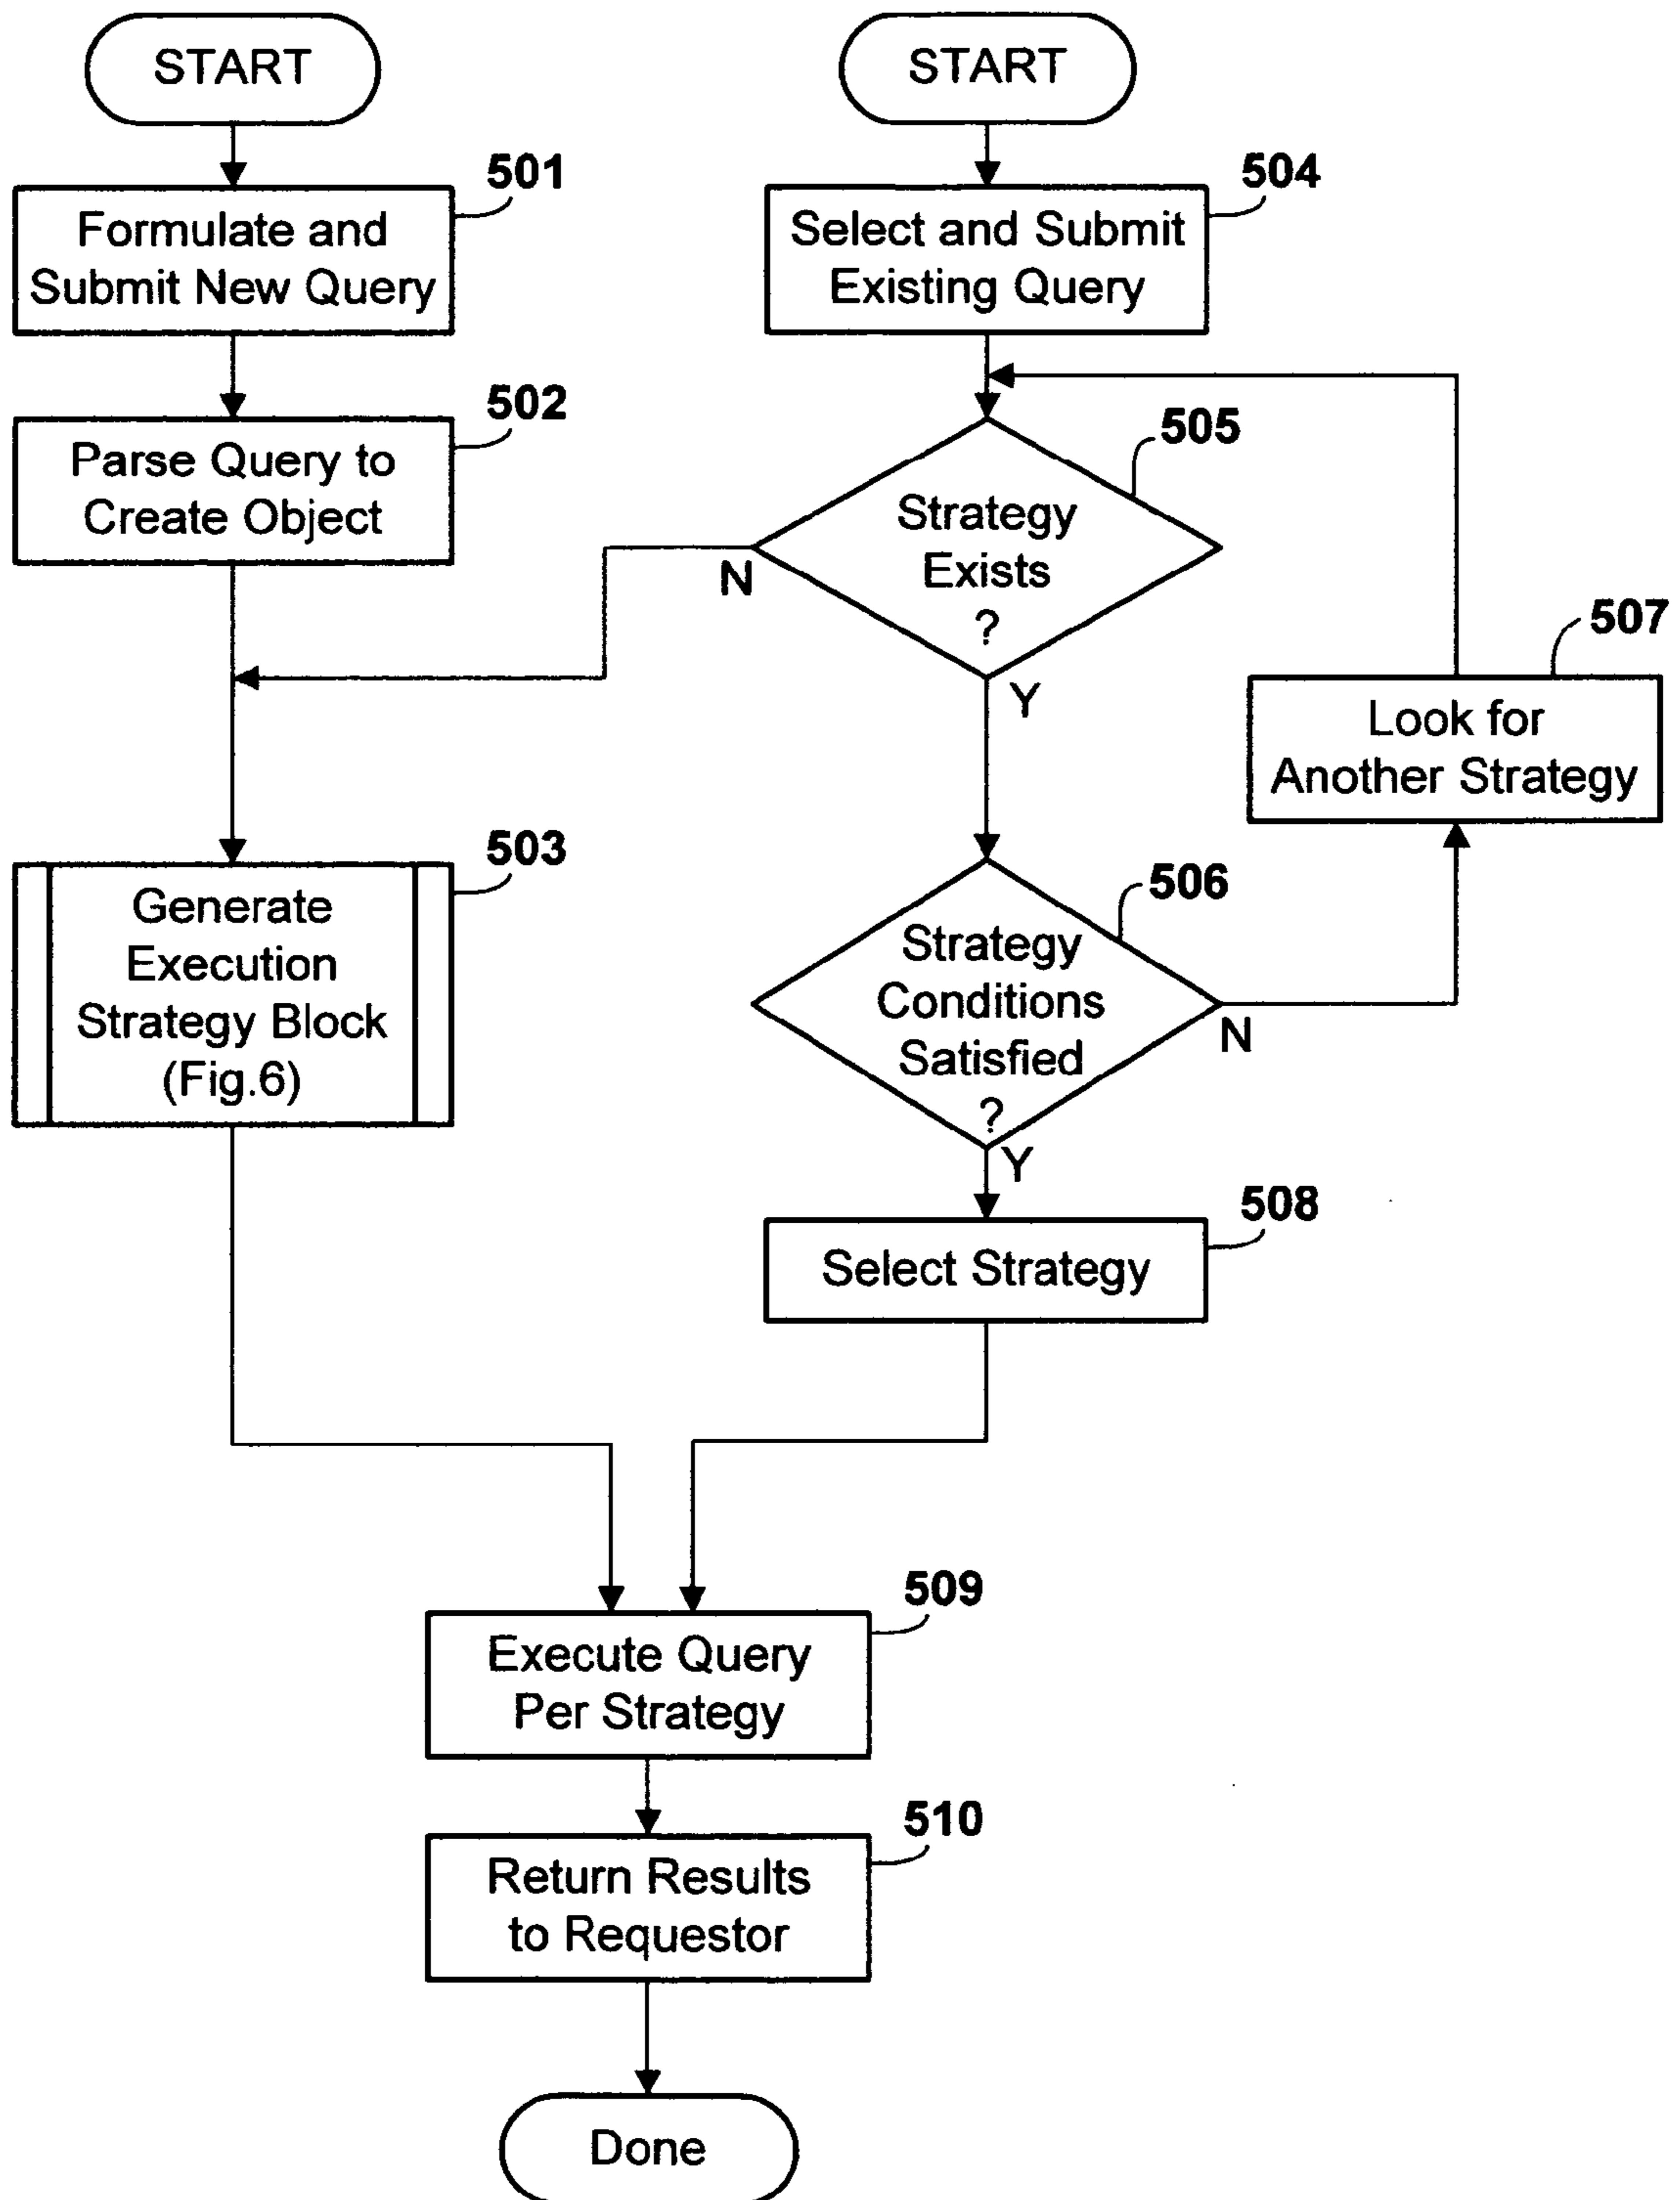 START
501
Formulate and
Submit New Query
502
Parse Query to
Create Object
503
Generate
Execution
Strategy Block
(Fig.6)
START
504
Select and Submit
Existing Query
505
Strategy
Exists
?
N
Y
507
Look for
Another Strategy
506
Strategy
Conditions
Satisfied
?
N
Y
508
Select Strategy
509
Execute Query
Per Strategy
510
Return Results
to Requestor
Done